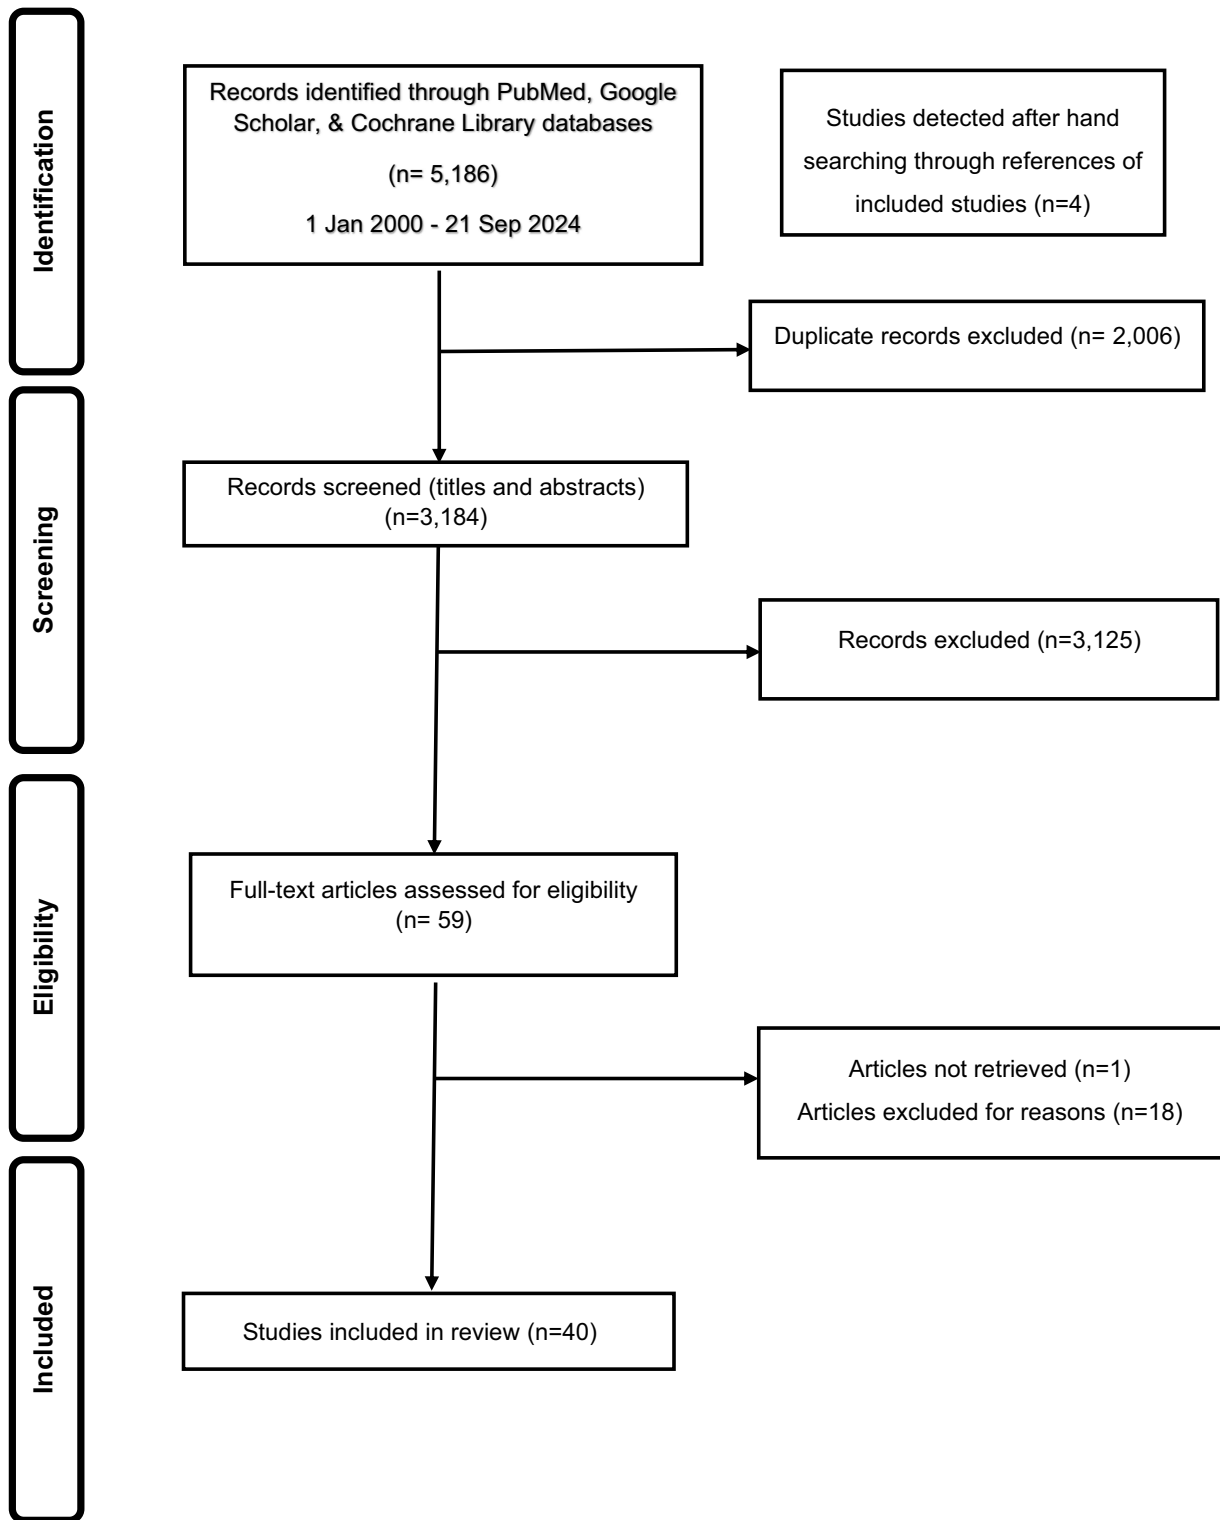 Identification
Records identified through PubMed, Google
Scholar, & Cochrane Library databases
(n= 5,186)
1 Jan 2000 - 21 Sep 2024
Studies detected after hand
searching through references of
included studies (n=4)
Duplicate records excluded (n= 2,006)
Screening
Records screened (titles and abstracts)
(n=3,184)
Records excluded (n=3,125)
Eligibility
Full-text articles assessed for eligibility
(n= 59)
Articles not retrieved (n=1)
Articles excluded for reasons (n=18)
Included
Studies included in review (n=40)